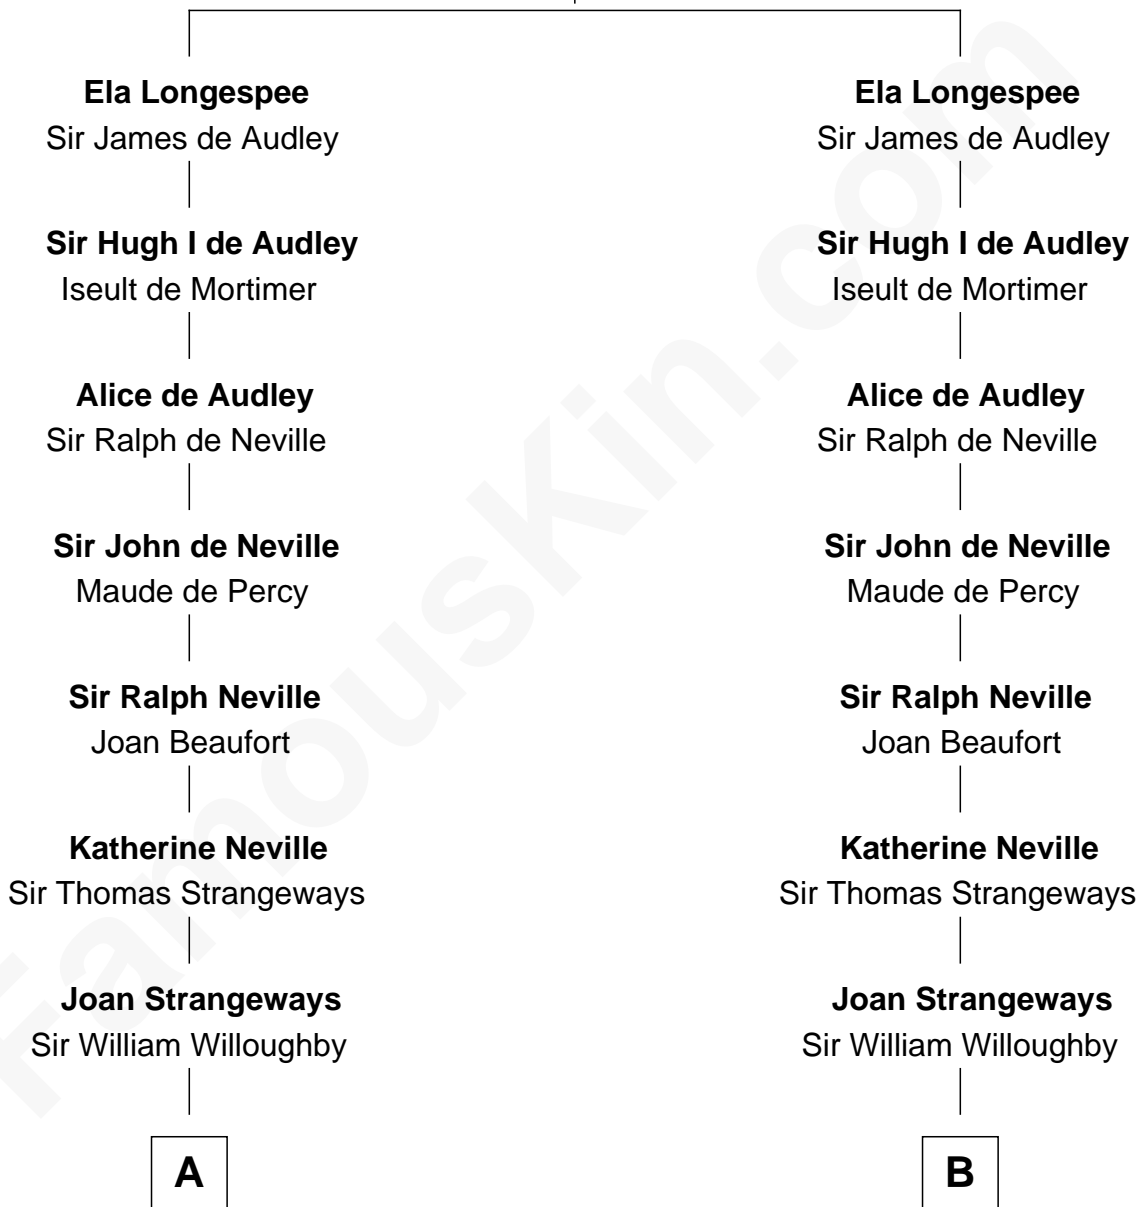 Ela Longespee
Sir James de Audley
Sir Hugh I de Audley
Iseult de Mortimer
Alice de Audley
Sir Ralph de Neville
Sir John de Neville
Maude de Percy
Sir Ralph Neville
Joan Beaufort
Katherine Neville
Sir Thomas Strangeways
Joan Strangeways
Sir William Willoughby
A
Ela Longespee
Sir James de Audley
Sir Hugh I de Audley
Iseult de Mortimer
Alice de Audley
Sir Ralph de Neville
Sir John de Neville
Maude de Percy
Sir Ralph Neville
Joan Beaufort
Katherine Neville
Sir Thomas Strangeways
Joan Strangeways
Sir William Willoughby
B
FamousKin.com